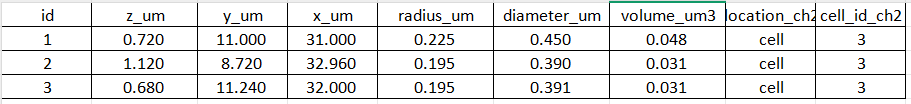 id z_um y_um x_um radius_um diameter_um volume_um3 location_ch2 cell_id_ch2
1 0.720 11.000 31.000 0.225 0.450 0.048 cell 3
2 1.120 8.720 32.960 0.195 0.390 0.031 cell 3
3 0.680 11.240 32.000 0.195 0.391 0.031 cell 3